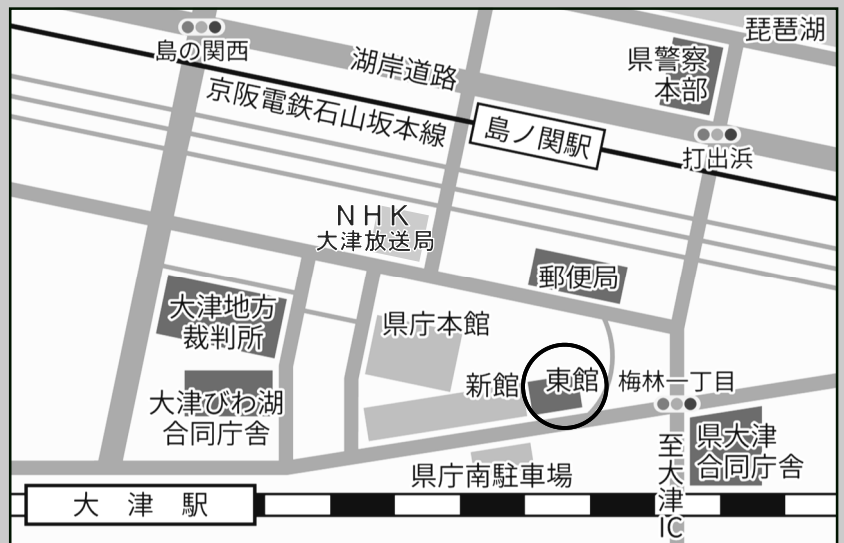 琵琶湖
島の関西
湖岸道路
県警察
本部
京阪電鉄石山坂本線
島ノ関駅
打出浜
NHK
大津放送局
郵便局
大津地方
裁判所
県庁本館
新館
東館
梅林一丁目
大津びわ湖
合同庁舎
県大津
合同庁舎
至大津IC
県庁南駐車場
大津駅